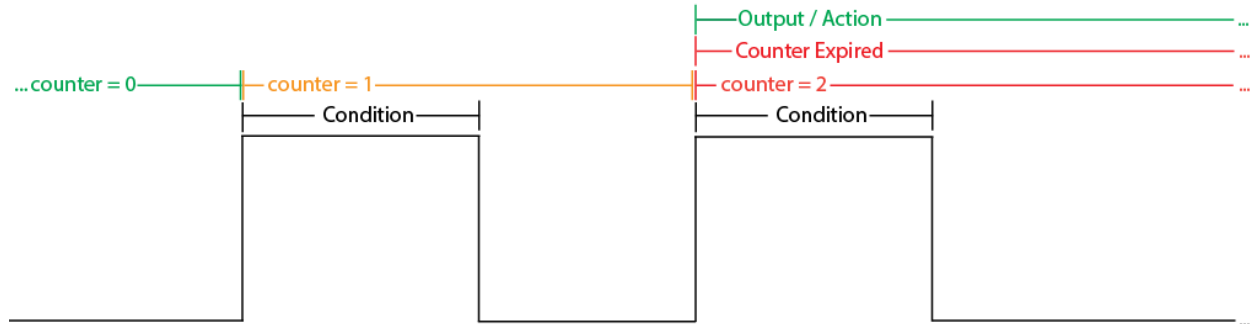 Output / Action ...
Counter Expired ...
...counter = 0 counter = 1 counter = 2 ...
Condition Condition
...